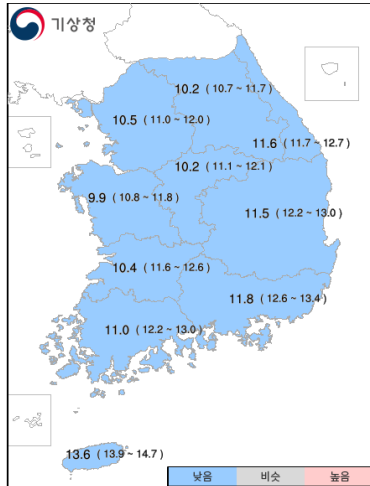 기상청
10.2 ( 10.7 ~ 11.7)
10.5 ( 11.0 ~ 12.0)
11.6 ( 11.7 ~ 12.7)
10.2 ( 11.1 ~ 12.1)
9.9 ( 10.8 ~ 11.8)
11.5 ( 12.2 ~ 13.0)
10.4 ( 11.6 ~ 12.6)
11.8 ( 12.6 ~ 13.4)
11.0 ( 12.2 ~ 13.0)
13.6 ( 13.9 ~ 14.7)
낮음 비슷 높음